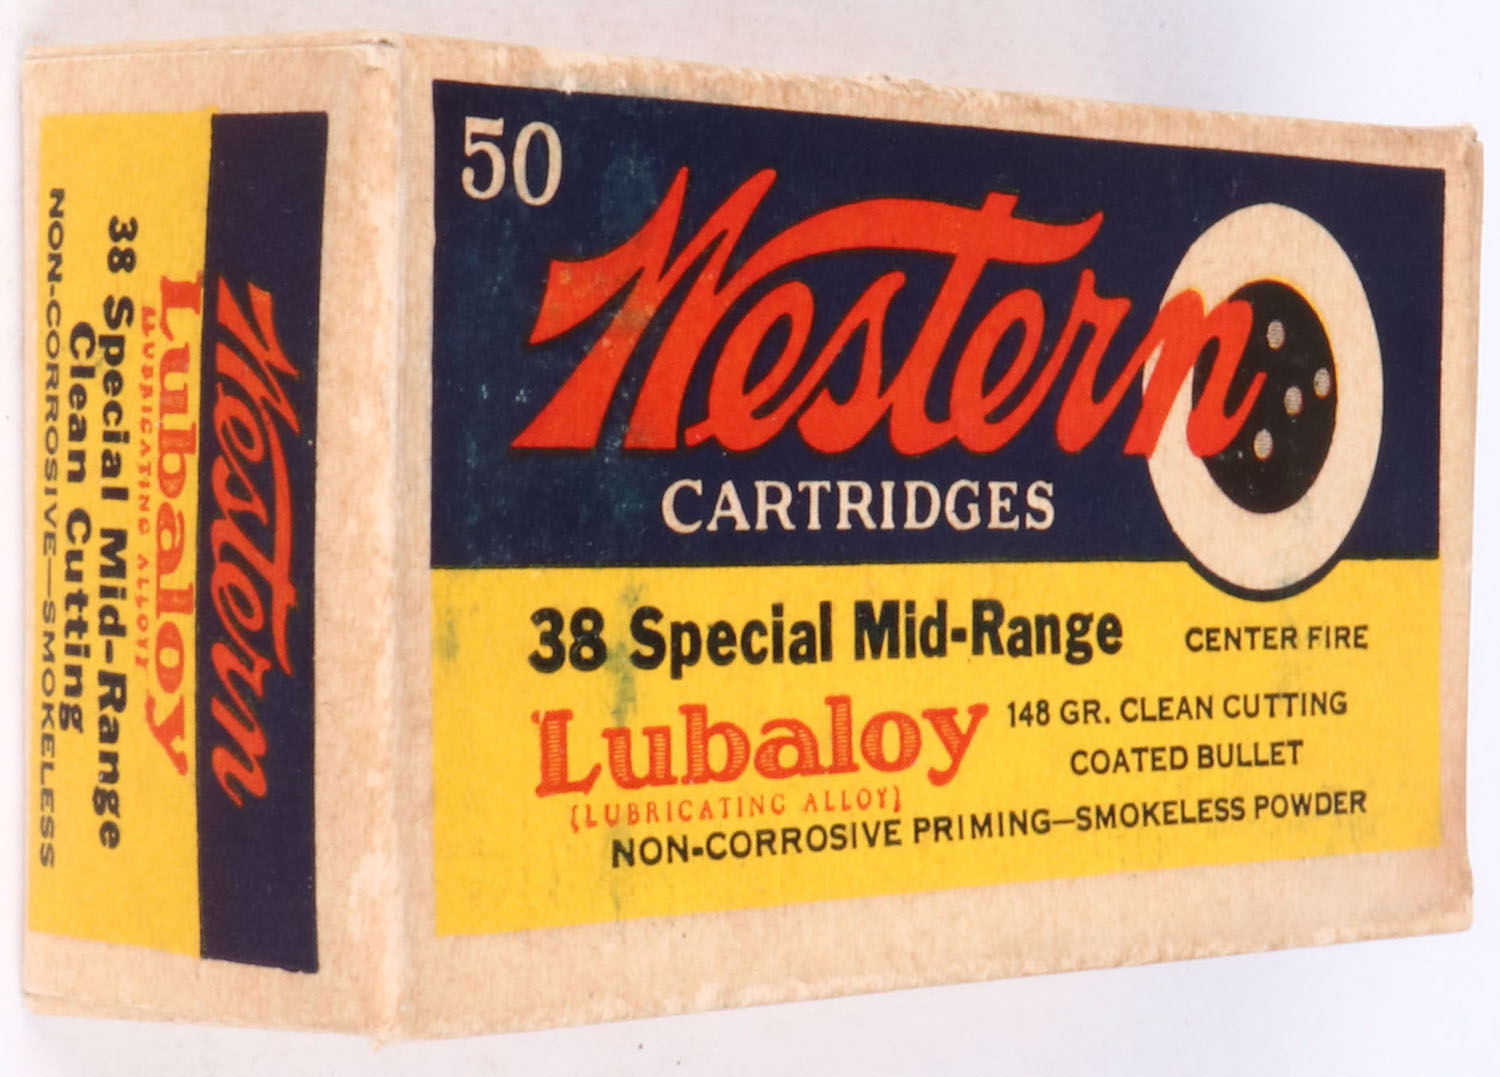 50
Western
CARTRIDGES
38 Special Mid-Range
CENTER FIRE
Lubaloy
148 GR. CLEAN CUTTING
COATED BULLET
[LUBRICATING ALLOY]
NON-CORROSIVE PRIMING—SMOKELESS POWDER
Western
Lubaloy
[LUBRICATING ALLOY]
38 Special Mid-Range
Clean Cutting
NON-CORROSIVE—SMOKELESS